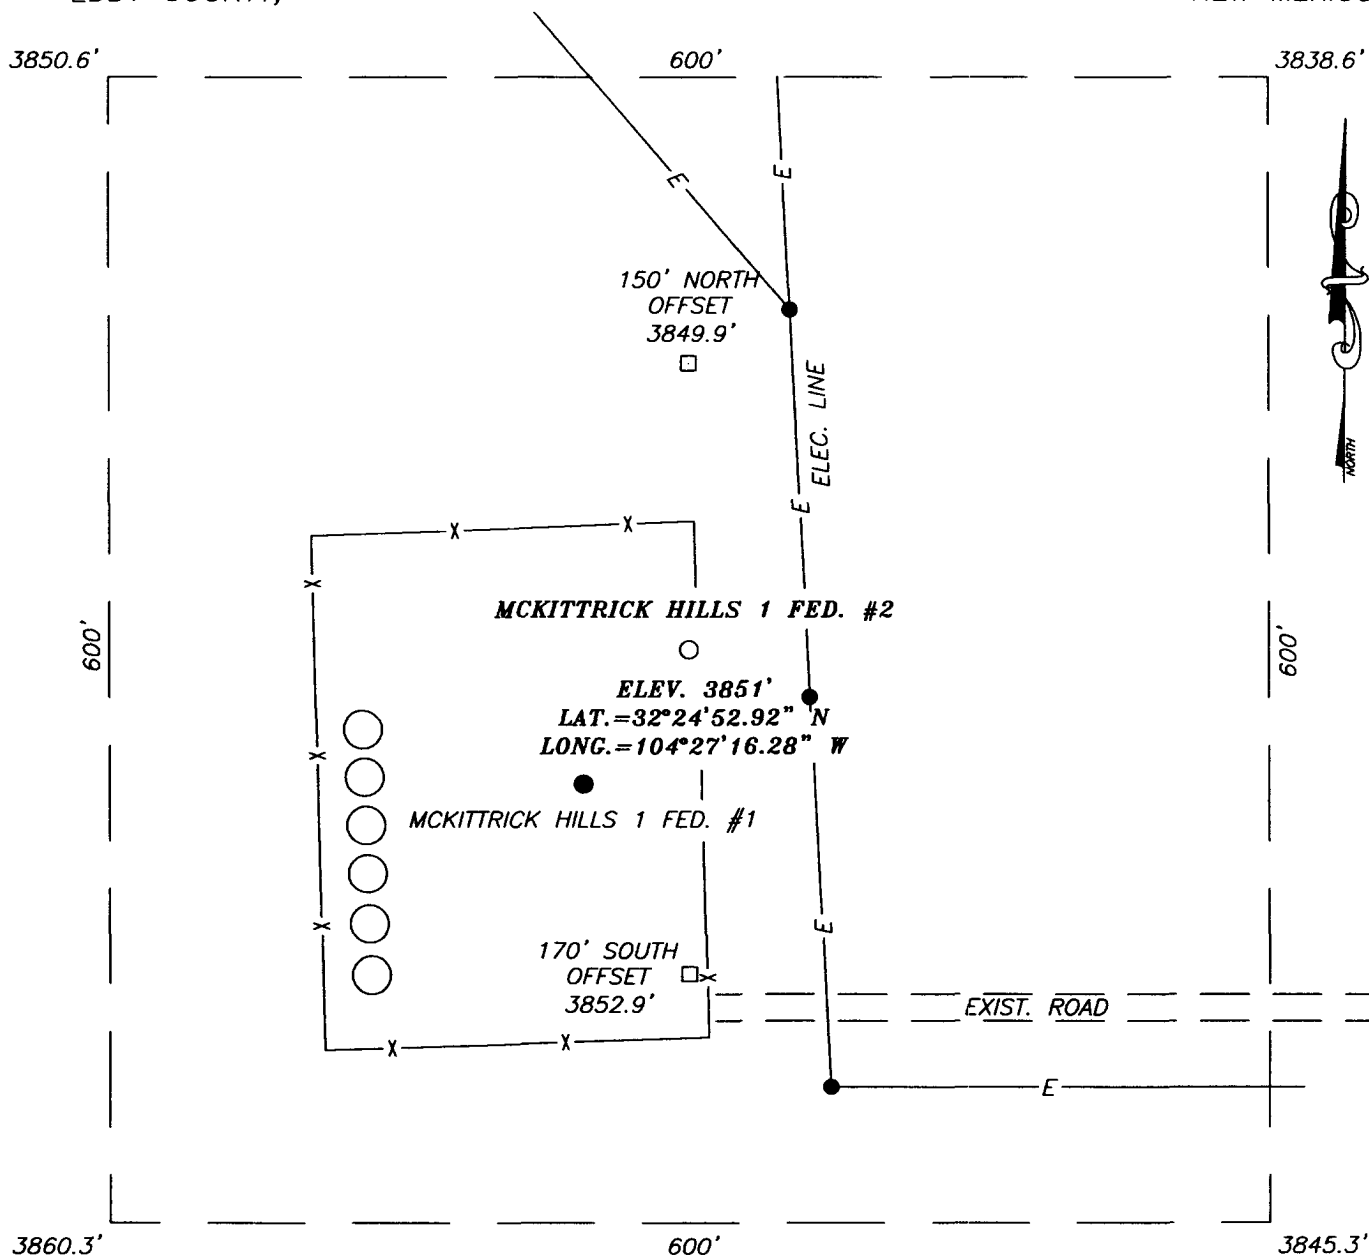 3850.6'
600'
3838.6'
E
E
150' NORTH
OFFSET
3849.9'
ELEC. LINE
NORTH
E
X
X
X
MCKITTRICK HILLS 1 FED. #2
600'
600'
ELEV. 3851'
LAT.=32°24'52.92" N
LONG.=104°27'16.28" W
X
MCKITTRICK HILLS 1 FED. #1
X
E
170' SOUTH
OFFSET
3852.9'
X
EXIST. ROAD
X
X
E
3860.3'
600'
3845.3'